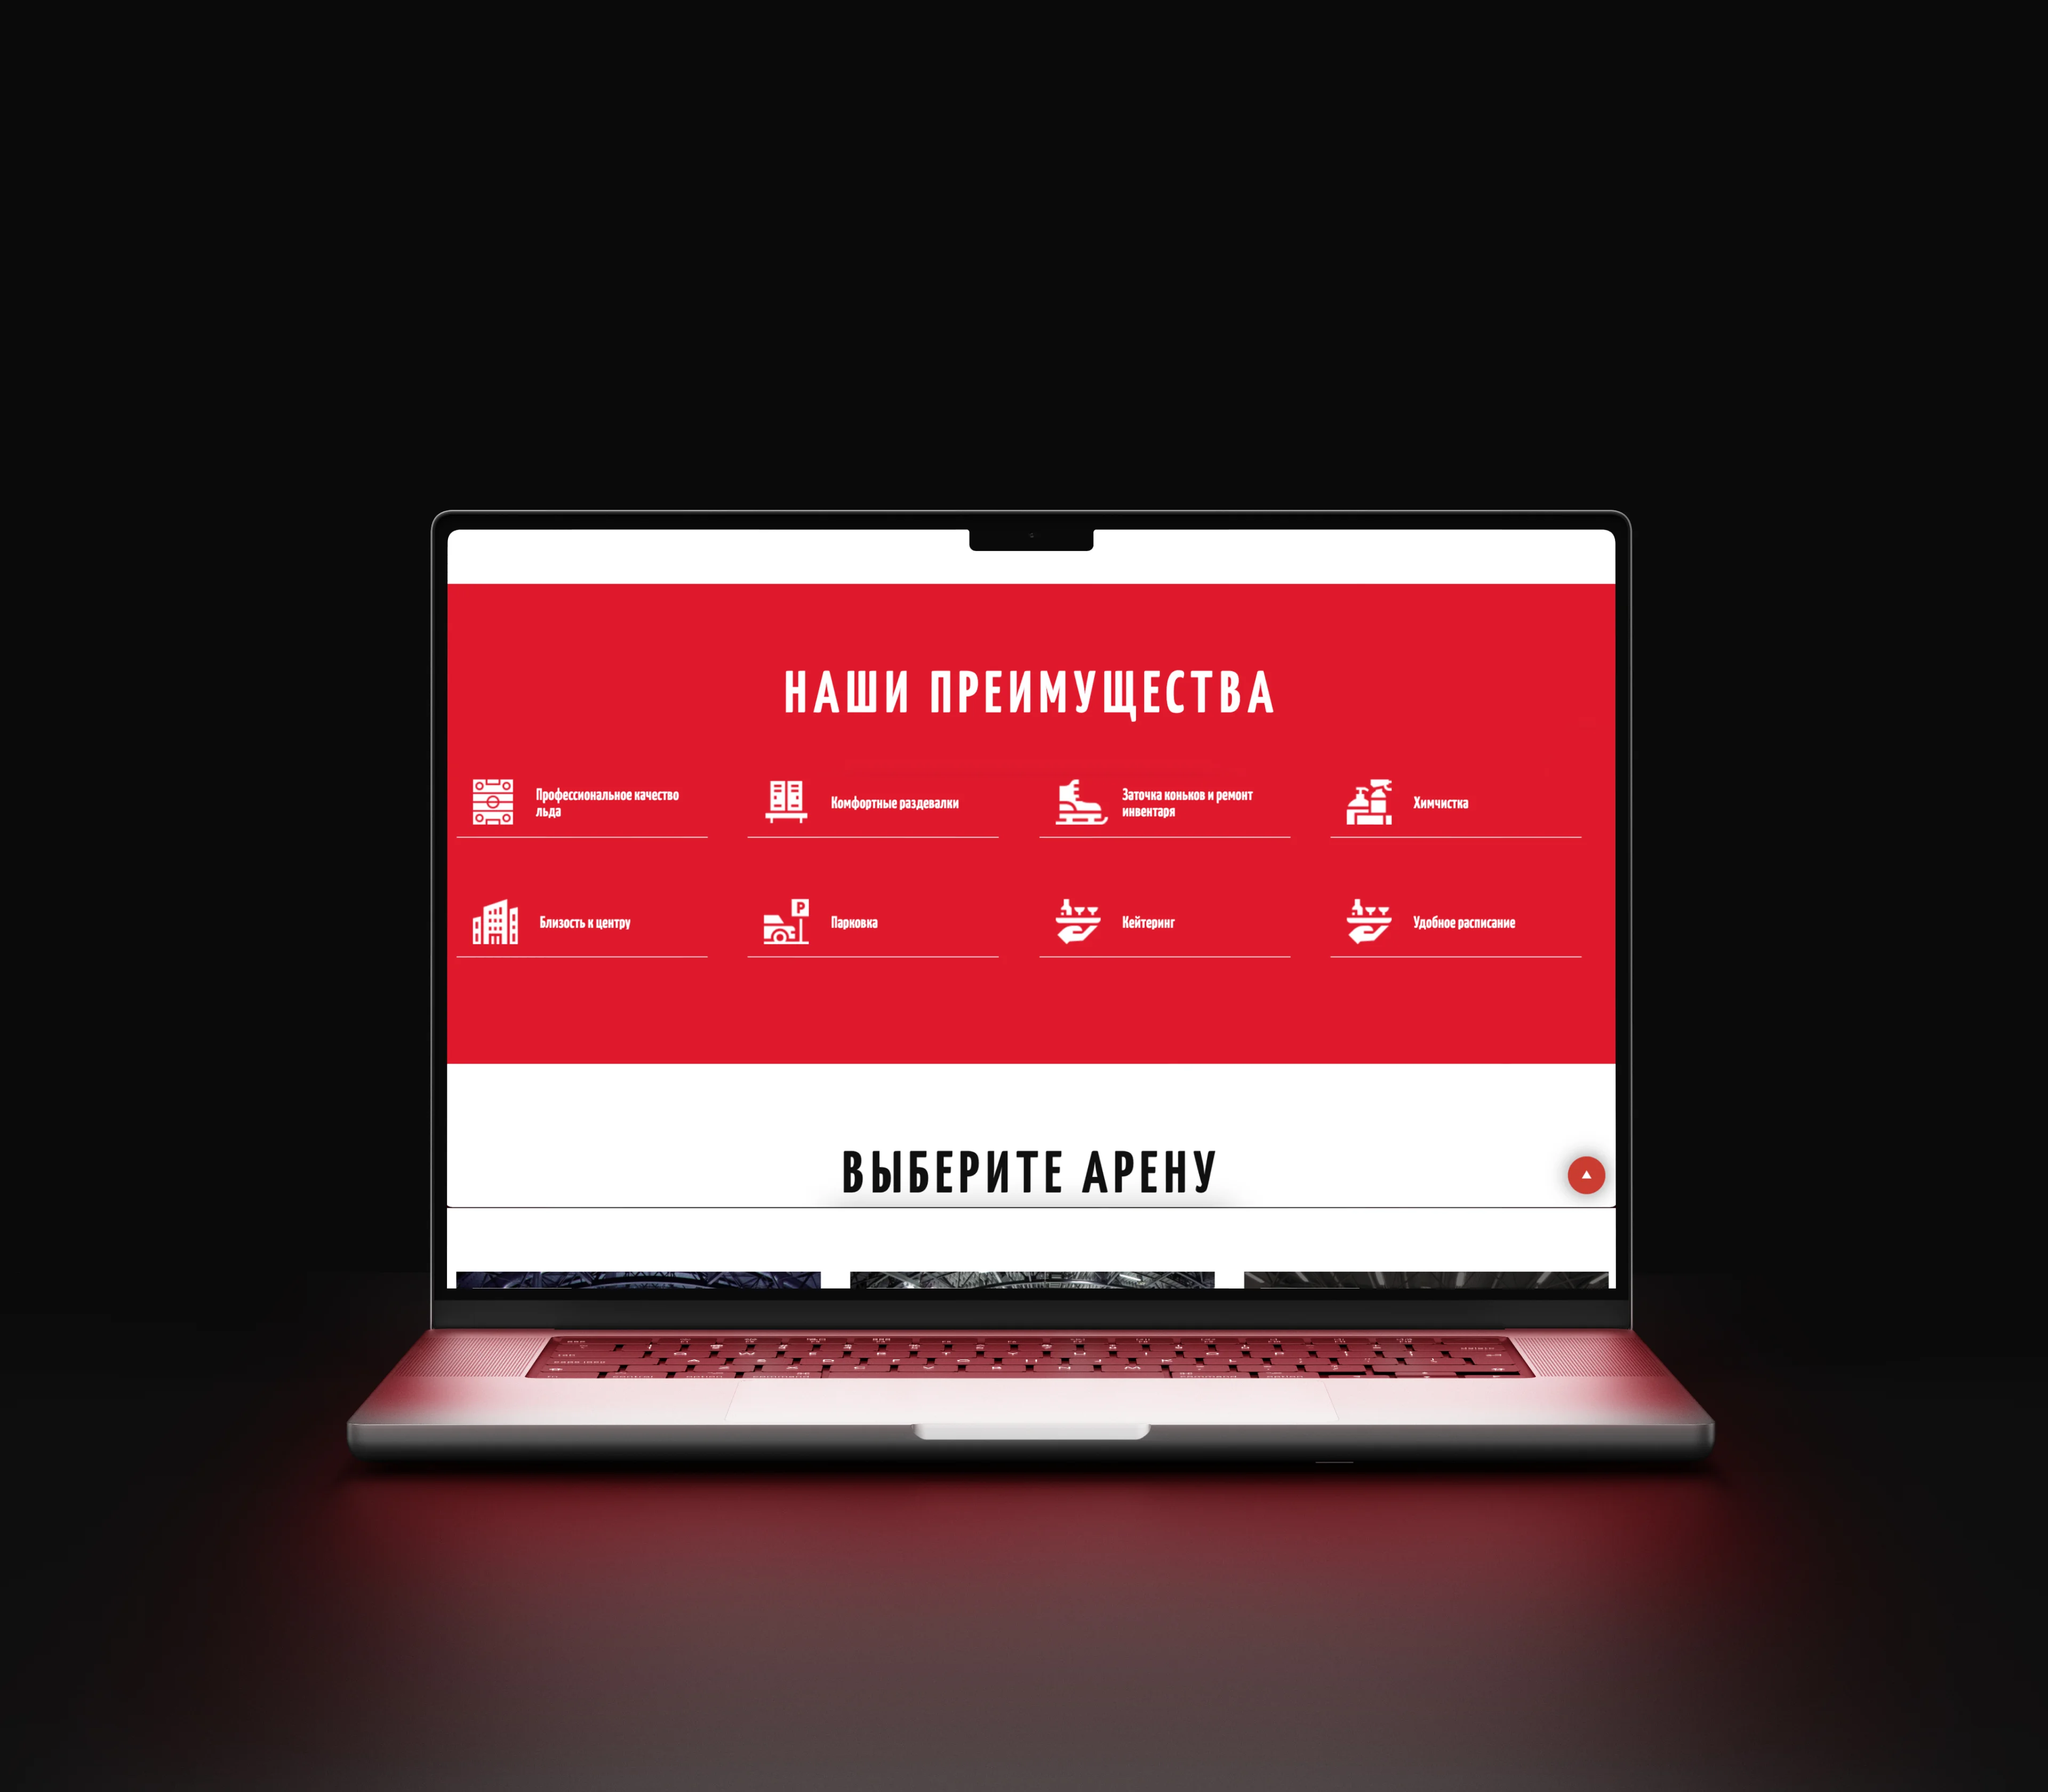 НАШИ ПРЕИМУЩЕСТВА
Профессиональное качество
льда
Комфортные раздевалки
Заточка коньков и ремонт
инвентаря
Химчистка
Близость к центру
P
Парковка
Кейтеринг
Удобное расписание
ВЫБЕРИТЕ АРЕНУ